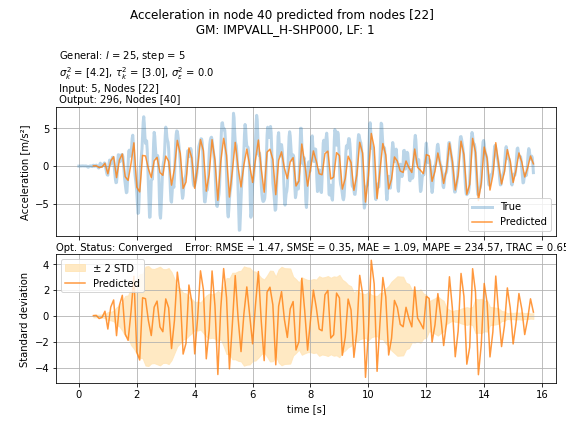 Acceleration in node 40 predicted from nodes [22]
GM: IMPVALL_H-SHP000, LF: 1
General: l = 25, step = 5
σ_k^2 = [4.2], τ_k^2 = [3.0], σ_ε^2 = 0.0
Input: 5, Nodes [22]
Output: 296, Nodes [40]
Acceleration [m/s²]
5
0
−5
True
Predicted
Opt. Status: Converged    Error: RMSE = 1.47, SMSE = 0.35, MAE = 1.09, MAPE = 234.57, TRAC = 0.65
Standard deviation
4
2
0
−2
−4
± 2 STD
Predicted
0 2 4 6 8 10 12 14 16
time [s]